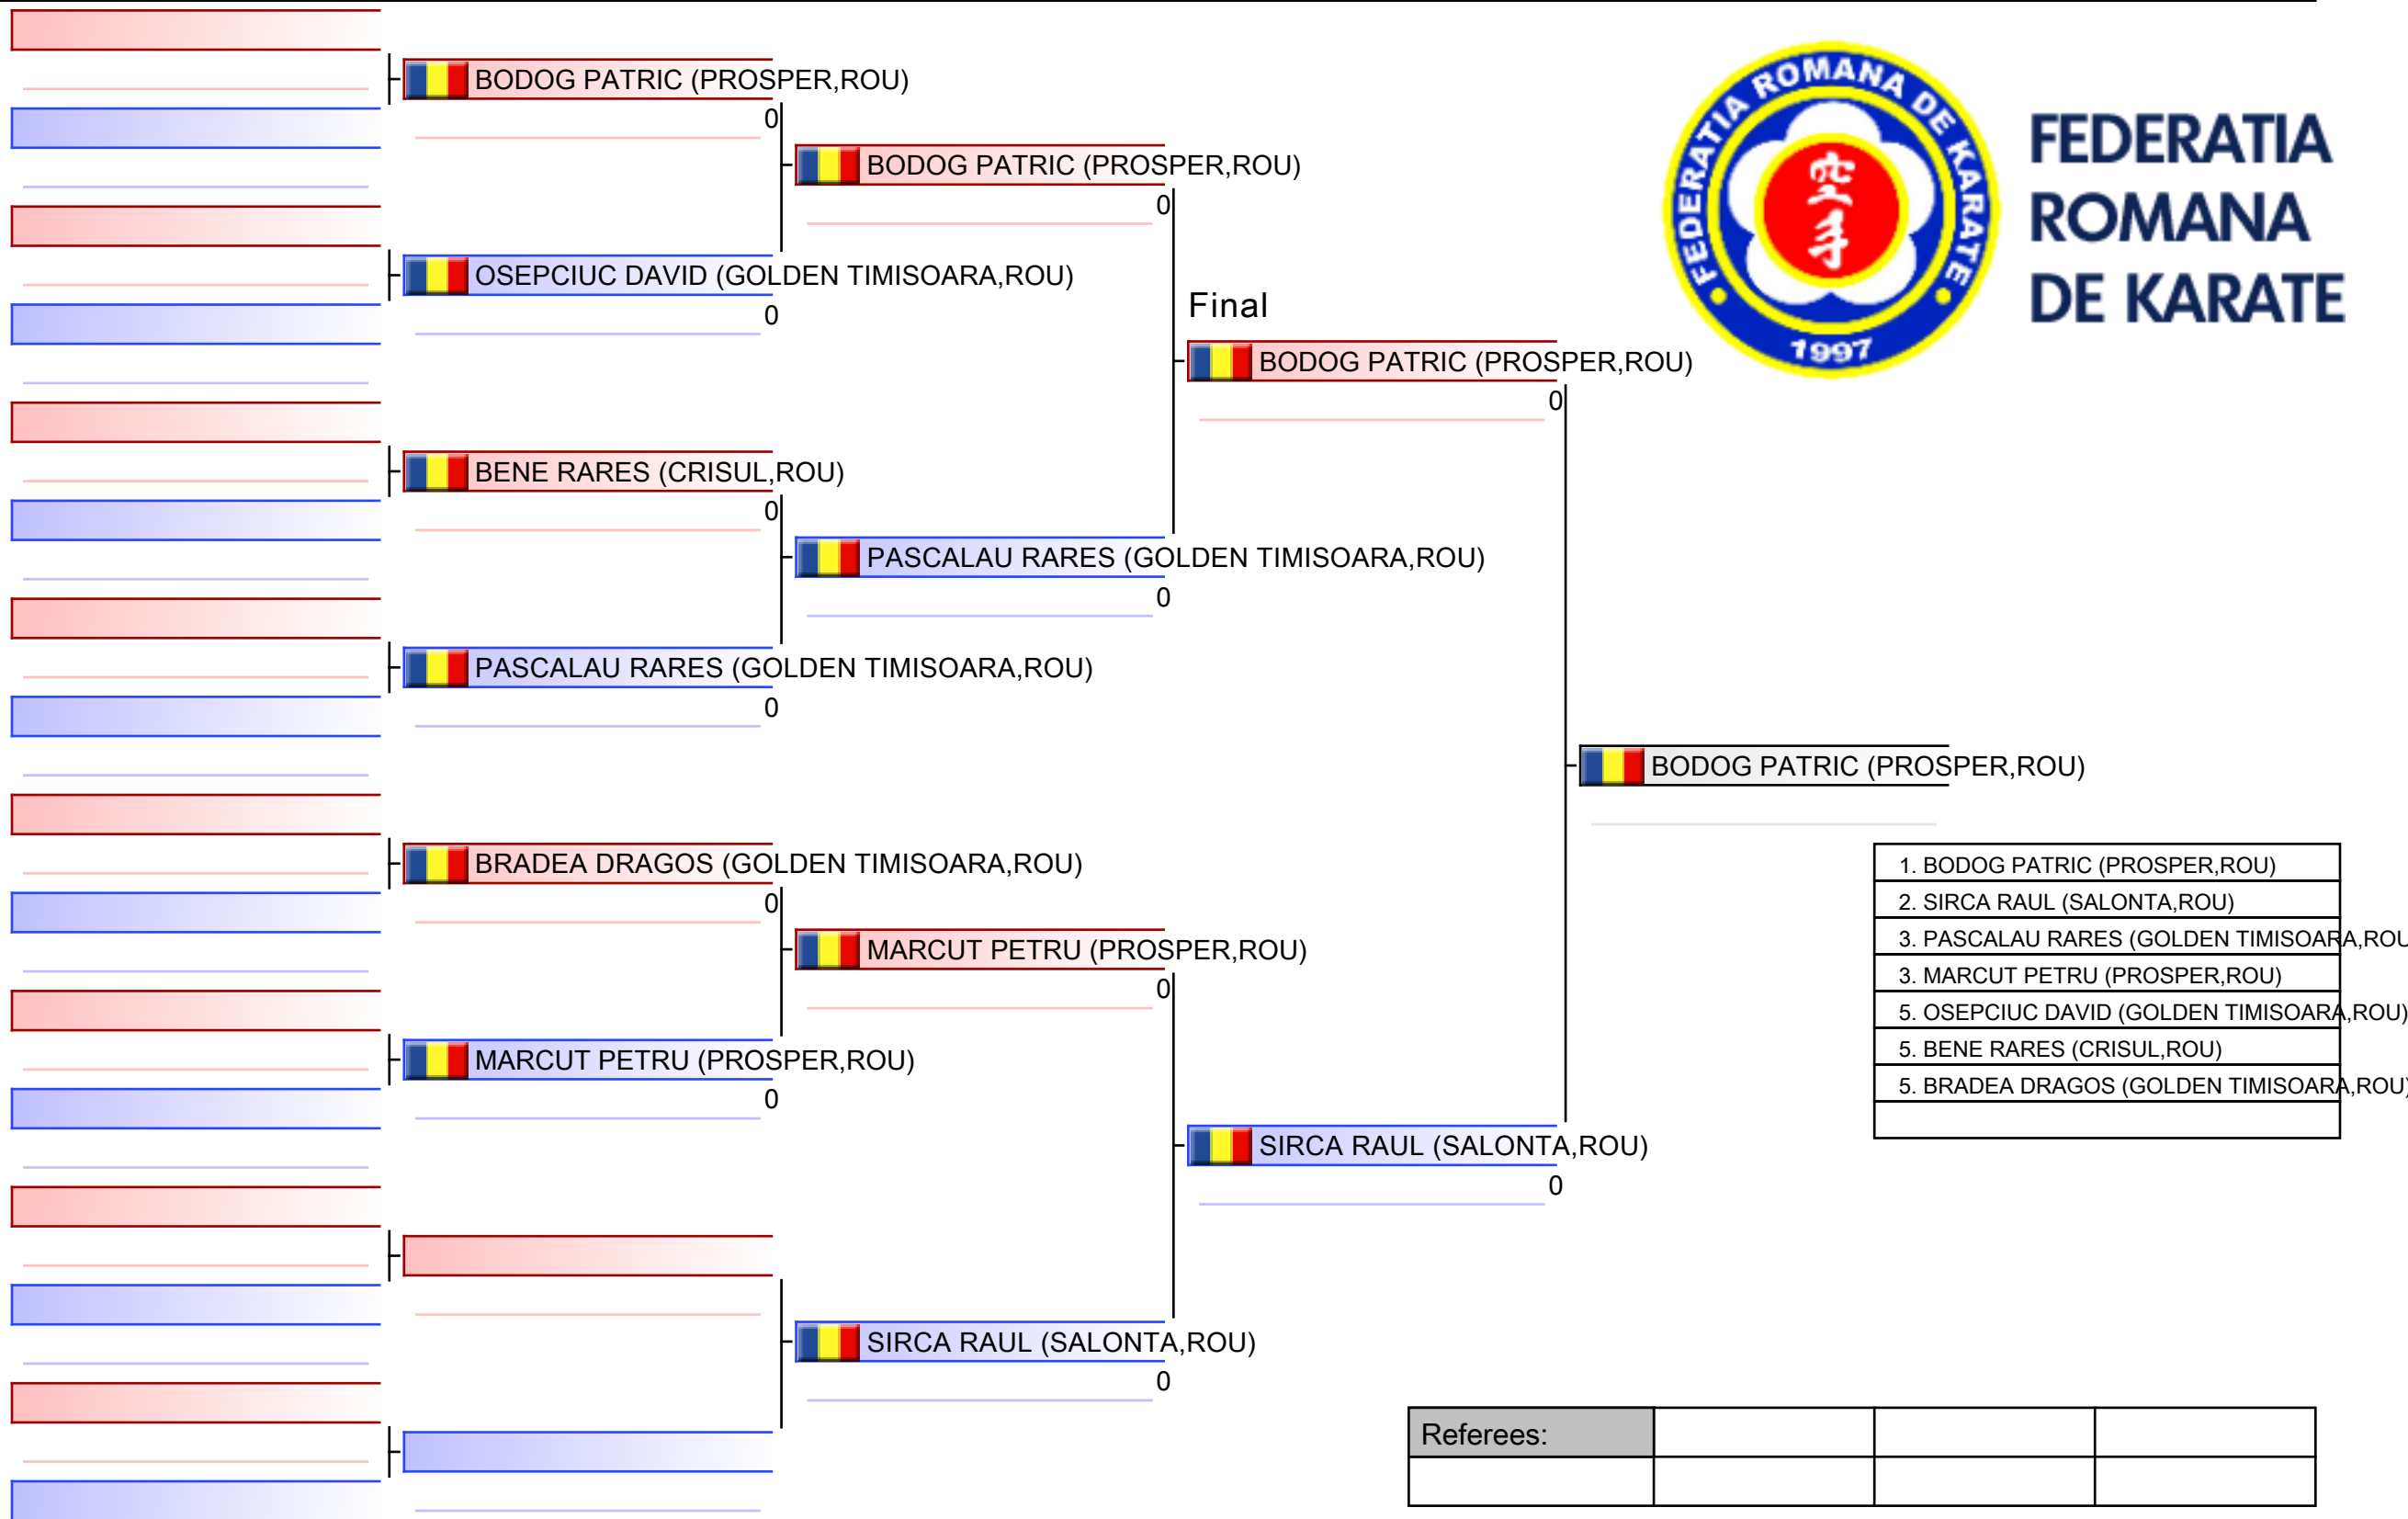 BODOG PATRIC (PROSPER,ROU)
0
OSEPCIUC DAVID (GOLDEN TIMISOARA,ROU)
0
BENE RARES (CRISUL,ROU)
0
PASCALAU RARES (GOLDEN TIMISOARA,ROU)
0
BRADEA DRAGOS (GOLDEN TIMISOARA,ROU)
0
MARCUT PETRU (PROSPER,ROU)
0
BODOG PATRIC (PROSPER,ROU)
0
PASCALAU RARES (GOLDEN TIMISOARA,ROU)
0
MARCUT PETRU (PROSPER,ROU)
0
SIRCA RAUL (SALONTA,ROU)
0
Final
BODOG PATRIC (PROSPER,ROU)
0
SIRCA RAUL (SALONTA,ROU)
0
BODOG PATRIC (PROSPER,ROU)
FEDERATIA ROMANA DE KARATE
空手
1997
FEDERATIA
ROMANA
DE KARATE
1. BODOG PATRIC (PROSPER,ROU)
2. SIRCA RAUL (SALONTA,ROU)
3. PASCALAU RARES (GOLDEN TIMISOARA,ROU
3. MARCUT PETRU (PROSPER,ROU)
5. OSEPCIUC DAVID (GOLDEN TIMISOARA,ROU)
5. BENE RARES (CRISUL,ROU)
5. BRADEA DRAGOS (GOLDEN TIMISOARA,ROU)
Referees: